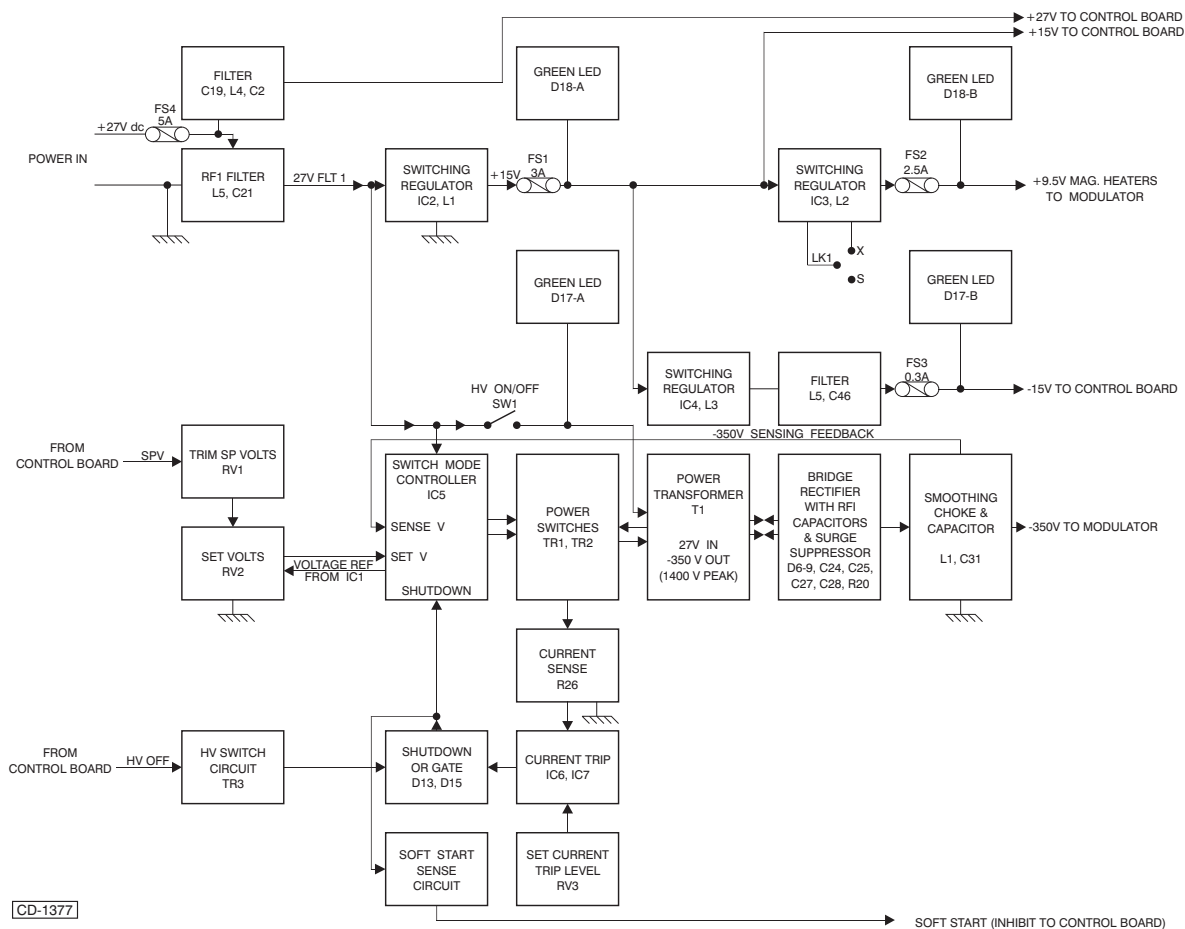 +27V TO CONTROL BOARD
+15V TO CONTROL BOARD
FILTER
C19, L4, C2
GREEN LED
D18-A
GREEN LED
D18-B
FS4
5A
+27V dc
POWER IN
RF1 FILTER
L5, C21
27V FLT 1
SWITCHING
REGULATOR
IC2, L1
+15V
FS1
3A
SWITCHING
REGULATOR
IC3, L2
FS2
2.5A
+9.5V MAG. HEATERS
TO MODULATOR
LK1
X
S
GREEN LED
D17-A
GREEN LED
D17-B
SWITCHING
REGULATOR
IC4, L3
FILTER
L5, C46
FS3
0.3A
-15V TO CONTROL BOARD
HV ON/OFF
SW1
-350V SENSING FEEDBACK
FROM
CONTROL BOARD
SPV
TRIM SP VOLTS
RV1
SWITCH MODE
CONTROLLER
IC5
SENSE V
SET V
SHUTDOWN
POWER
SWITCHES
TR1, TR2
POWER
TRANSFORMER
T1
27V IN
-350 V OUT
(1400 V PEAK)
BRIDGE
RECTIFIER
WITH RFI
CAPACITORS
& SURGE
SUPPRESSOR
D6-9, C24, C25,
C27, C28, R20
SMOOTHING
CHOKE &
CAPACITOR
L1, C31
-350V TO MODULATOR
SET VOLTS
RV2
VOLTAGE REF
FROM IC1
CURRENT
SENSE
R26
FROM
CONTROL BOARD
HV OFF
HV SWITCH
CIRCUIT
TR3
SHUTDOWN
OR GATE
D13, D15
CURRENT TRIP
IC6, IC7
SOFT START
SENSE
CIRCUIT
SET CURRENT
TRIP LEVEL
RV3
CD-1377
SOFT START (INHIBIT TO CONTROL BOARD)